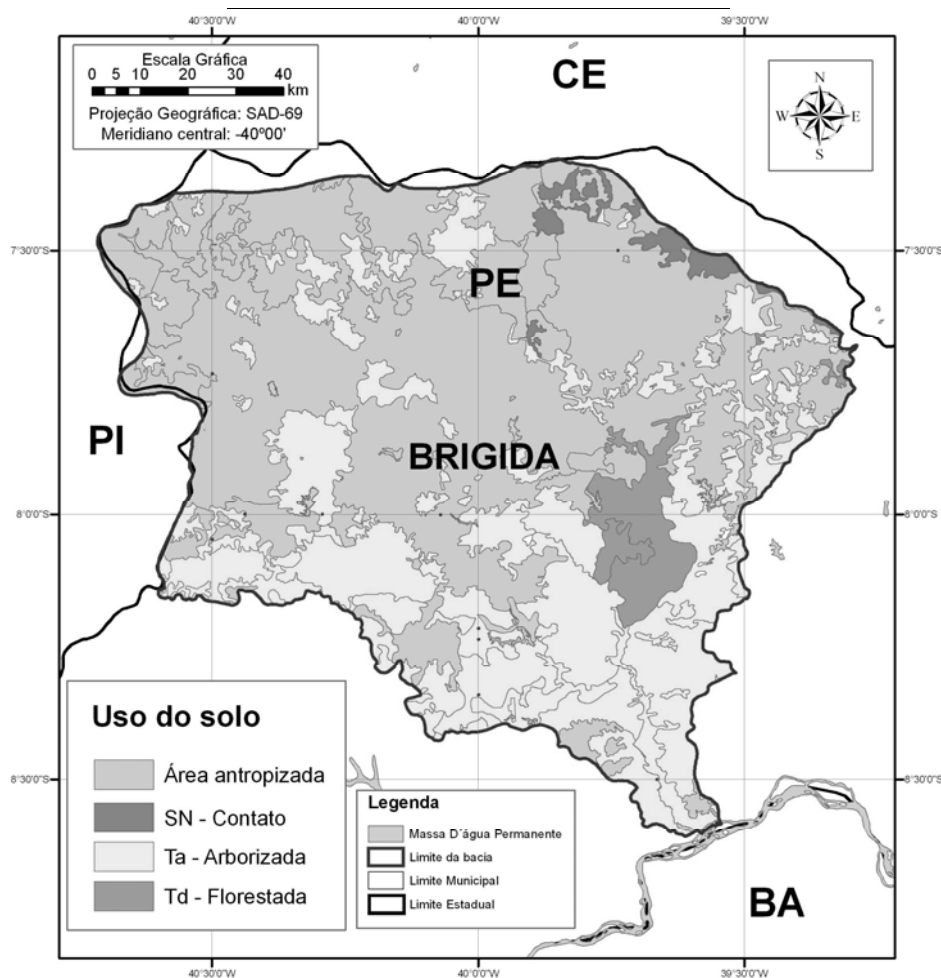 40°30'0"W 40°0'0"W 39°30'0"W
Escala Gráfica
0 5 10 20 30 40
km
Projeção Geográfica: SAD-69
Meridiano central: -40º00'
CE
N
W E
S
7°30'0"S 7°30'0"S
PE
PI
BRIGIDA
8°0'0"S 8°0'0"S
Uso do solo
Área antropizada
SN - Contato
Ta - Arborizada
Td - Florestada
8°30'0"S 8°30'0"S
Legenda
Massa D´água Permanente
Limite da bacia
Limite Municipal
Limite Estadual
BA
40°30'0"W 40°0'0"W 39°30'0"W